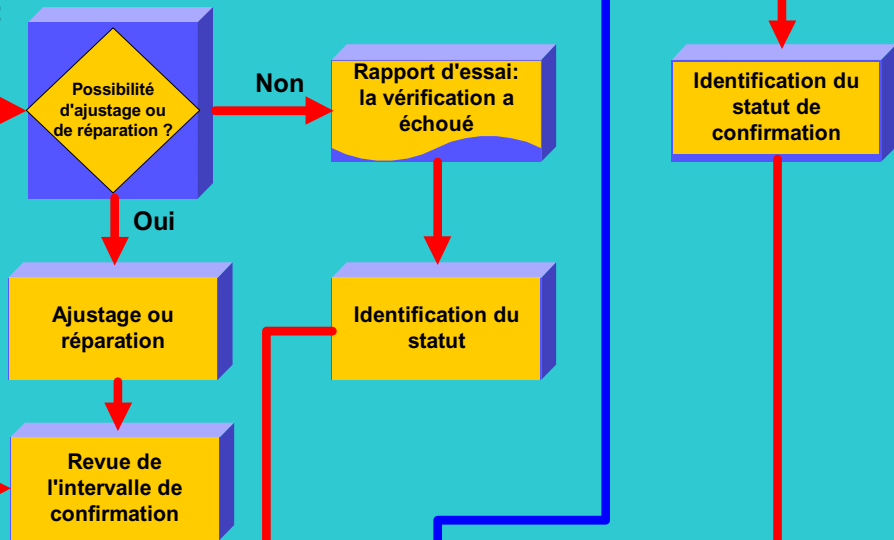 Possibilité
d'ajustage ou
de réparation ?
Non
Rapport d'essai:
la vérification a
échoué
Identification du
statut de
confirmation
Oui
Ajustage ou
réparation
Identification du
statut
Revue de
l'intervalle de
confirmation